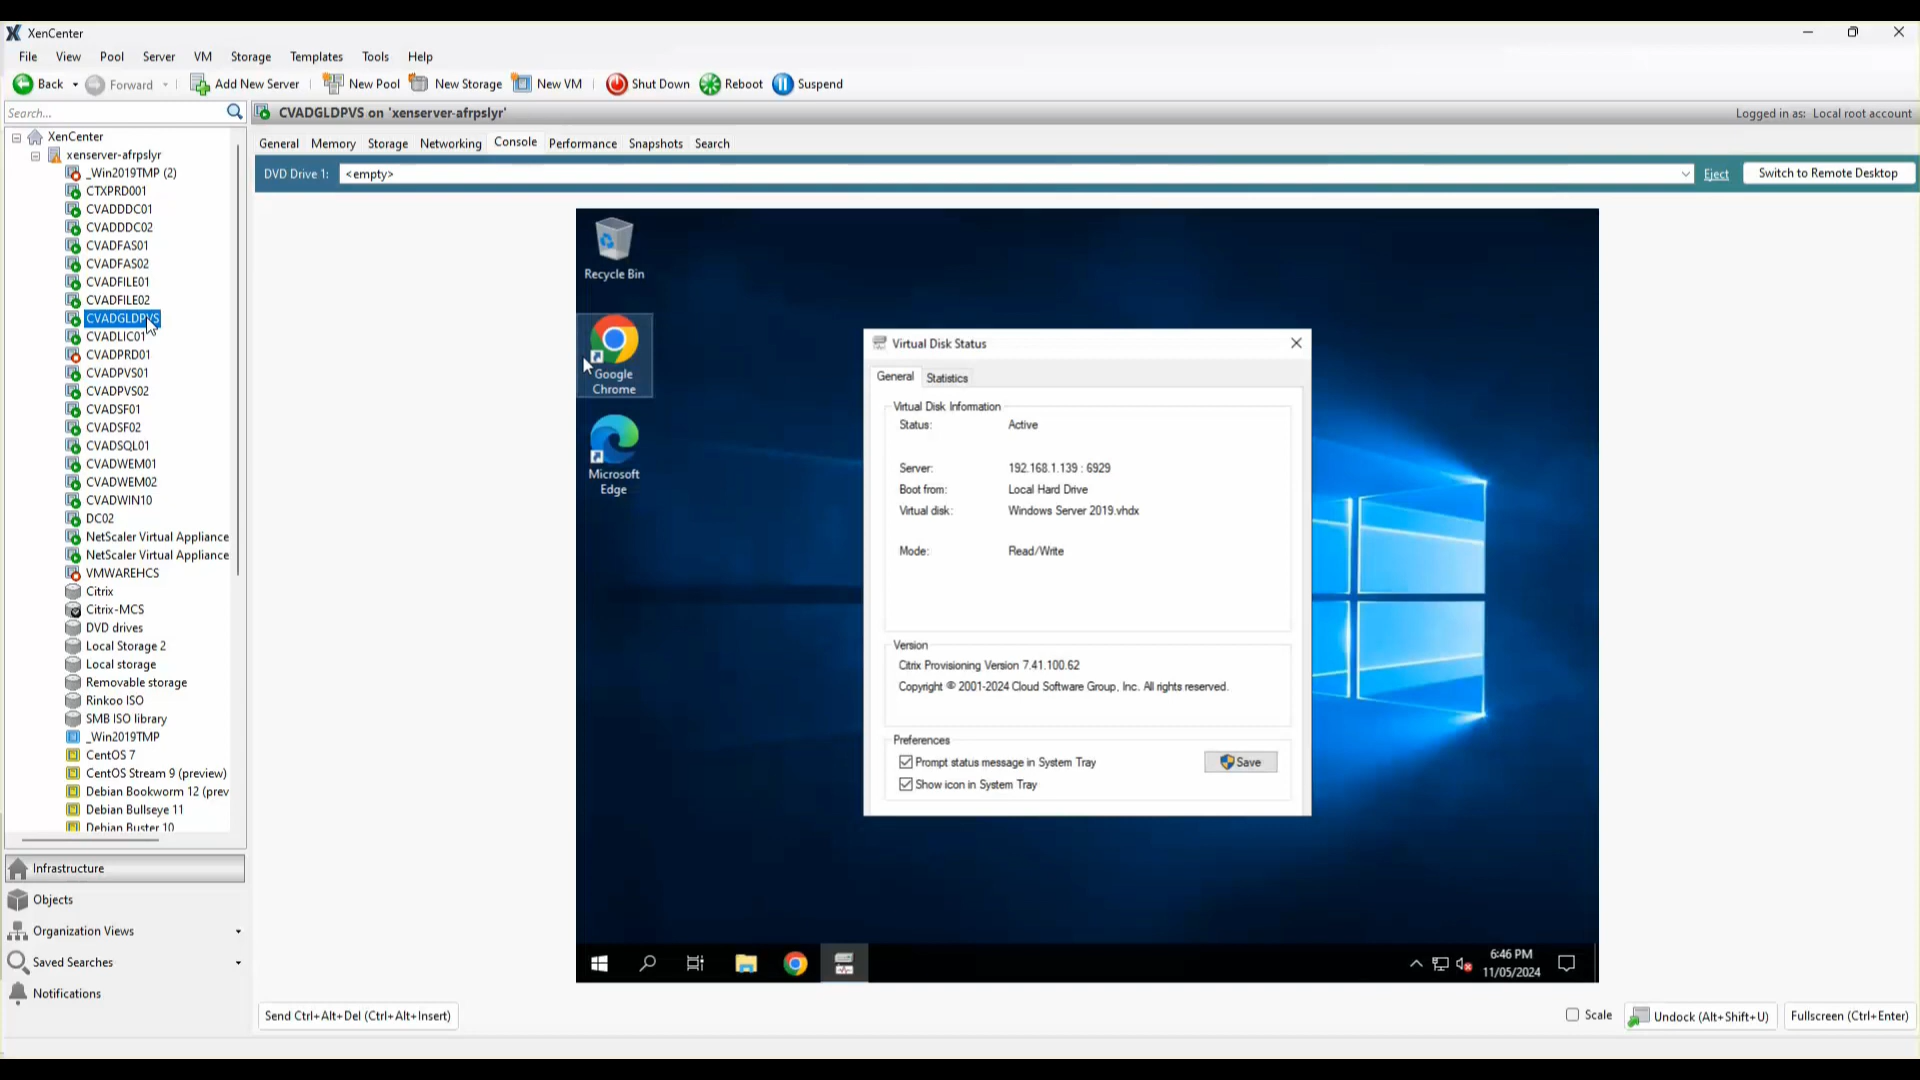 XenCenter
File View Pool Server VM Storage Templates Tools Help
Back Forward Add New Server New Pool New Storage New VM Shut Down Reboot Suspend
Search...
CVADGLDPVS on 'xenserver-afrpslyr'
Logged in as: Local root account
XenCenter
xenserver-afrpslyr
_Win2019TMP (2)
CTXPRD001
CVADDDC01
CVADDDC02
CVADFAS01
CVADFAS02
CVADFILE01
CVADFILE02
CVADGLDPVS
CVADLIC01
CVADPRD01
CVADPVS01
CVADPVS02
CVADSF01
CVADSF02
CVADSQL01
CVADWEM01
CVADWEM02
CVADWIN10
DC02
NetScaler Virtual Appliance
NetScaler Virtual Appliance
VMWAREHCS
Citrix
Citrix-MCS
DVD drives
Local Storage 2
Local storage
Removable storage
Rinkoo ISO
SMB ISO library
_Win2019TMP
CentOS 7
CentOS Stream 9 (preview)
Debian Bookworm 12 (prev
Debian Bullseye 11
Debian Buster 10
Infrastructure
Objects
Organization Views
Saved Searches
Notifications
General Memory Storage Networking Console Performance Snapshots Search
DVD Drive 1: <empty> Eject Switch to Remote Desktop
Recycle Bin
Google
Chrome
Microsoft
Edge
Virtual Disk Status
General Statistics
Virtual Disk Information
Status: Active
Server: 192.168.1.139 : 6929
Boot from: Local Hard Drive
Virtual disk: Windows Server 2019.vhdx
Mode: Read/Write
Version
Citrix Provisioning Version 7.41.100.62
Copyright © 2001-2024 Cloud Software Group, Inc. All rights reserved.
Preferences
Prompt status message in System Tray
Save
Show icon in System Tray
6:46 PM
11/05/2024
Send Ctrl+Alt+Del (Ctrl+Alt+Insert)
Scale Undock (Alt+Shift+U) Fullscreen (Ctrl+Enter)